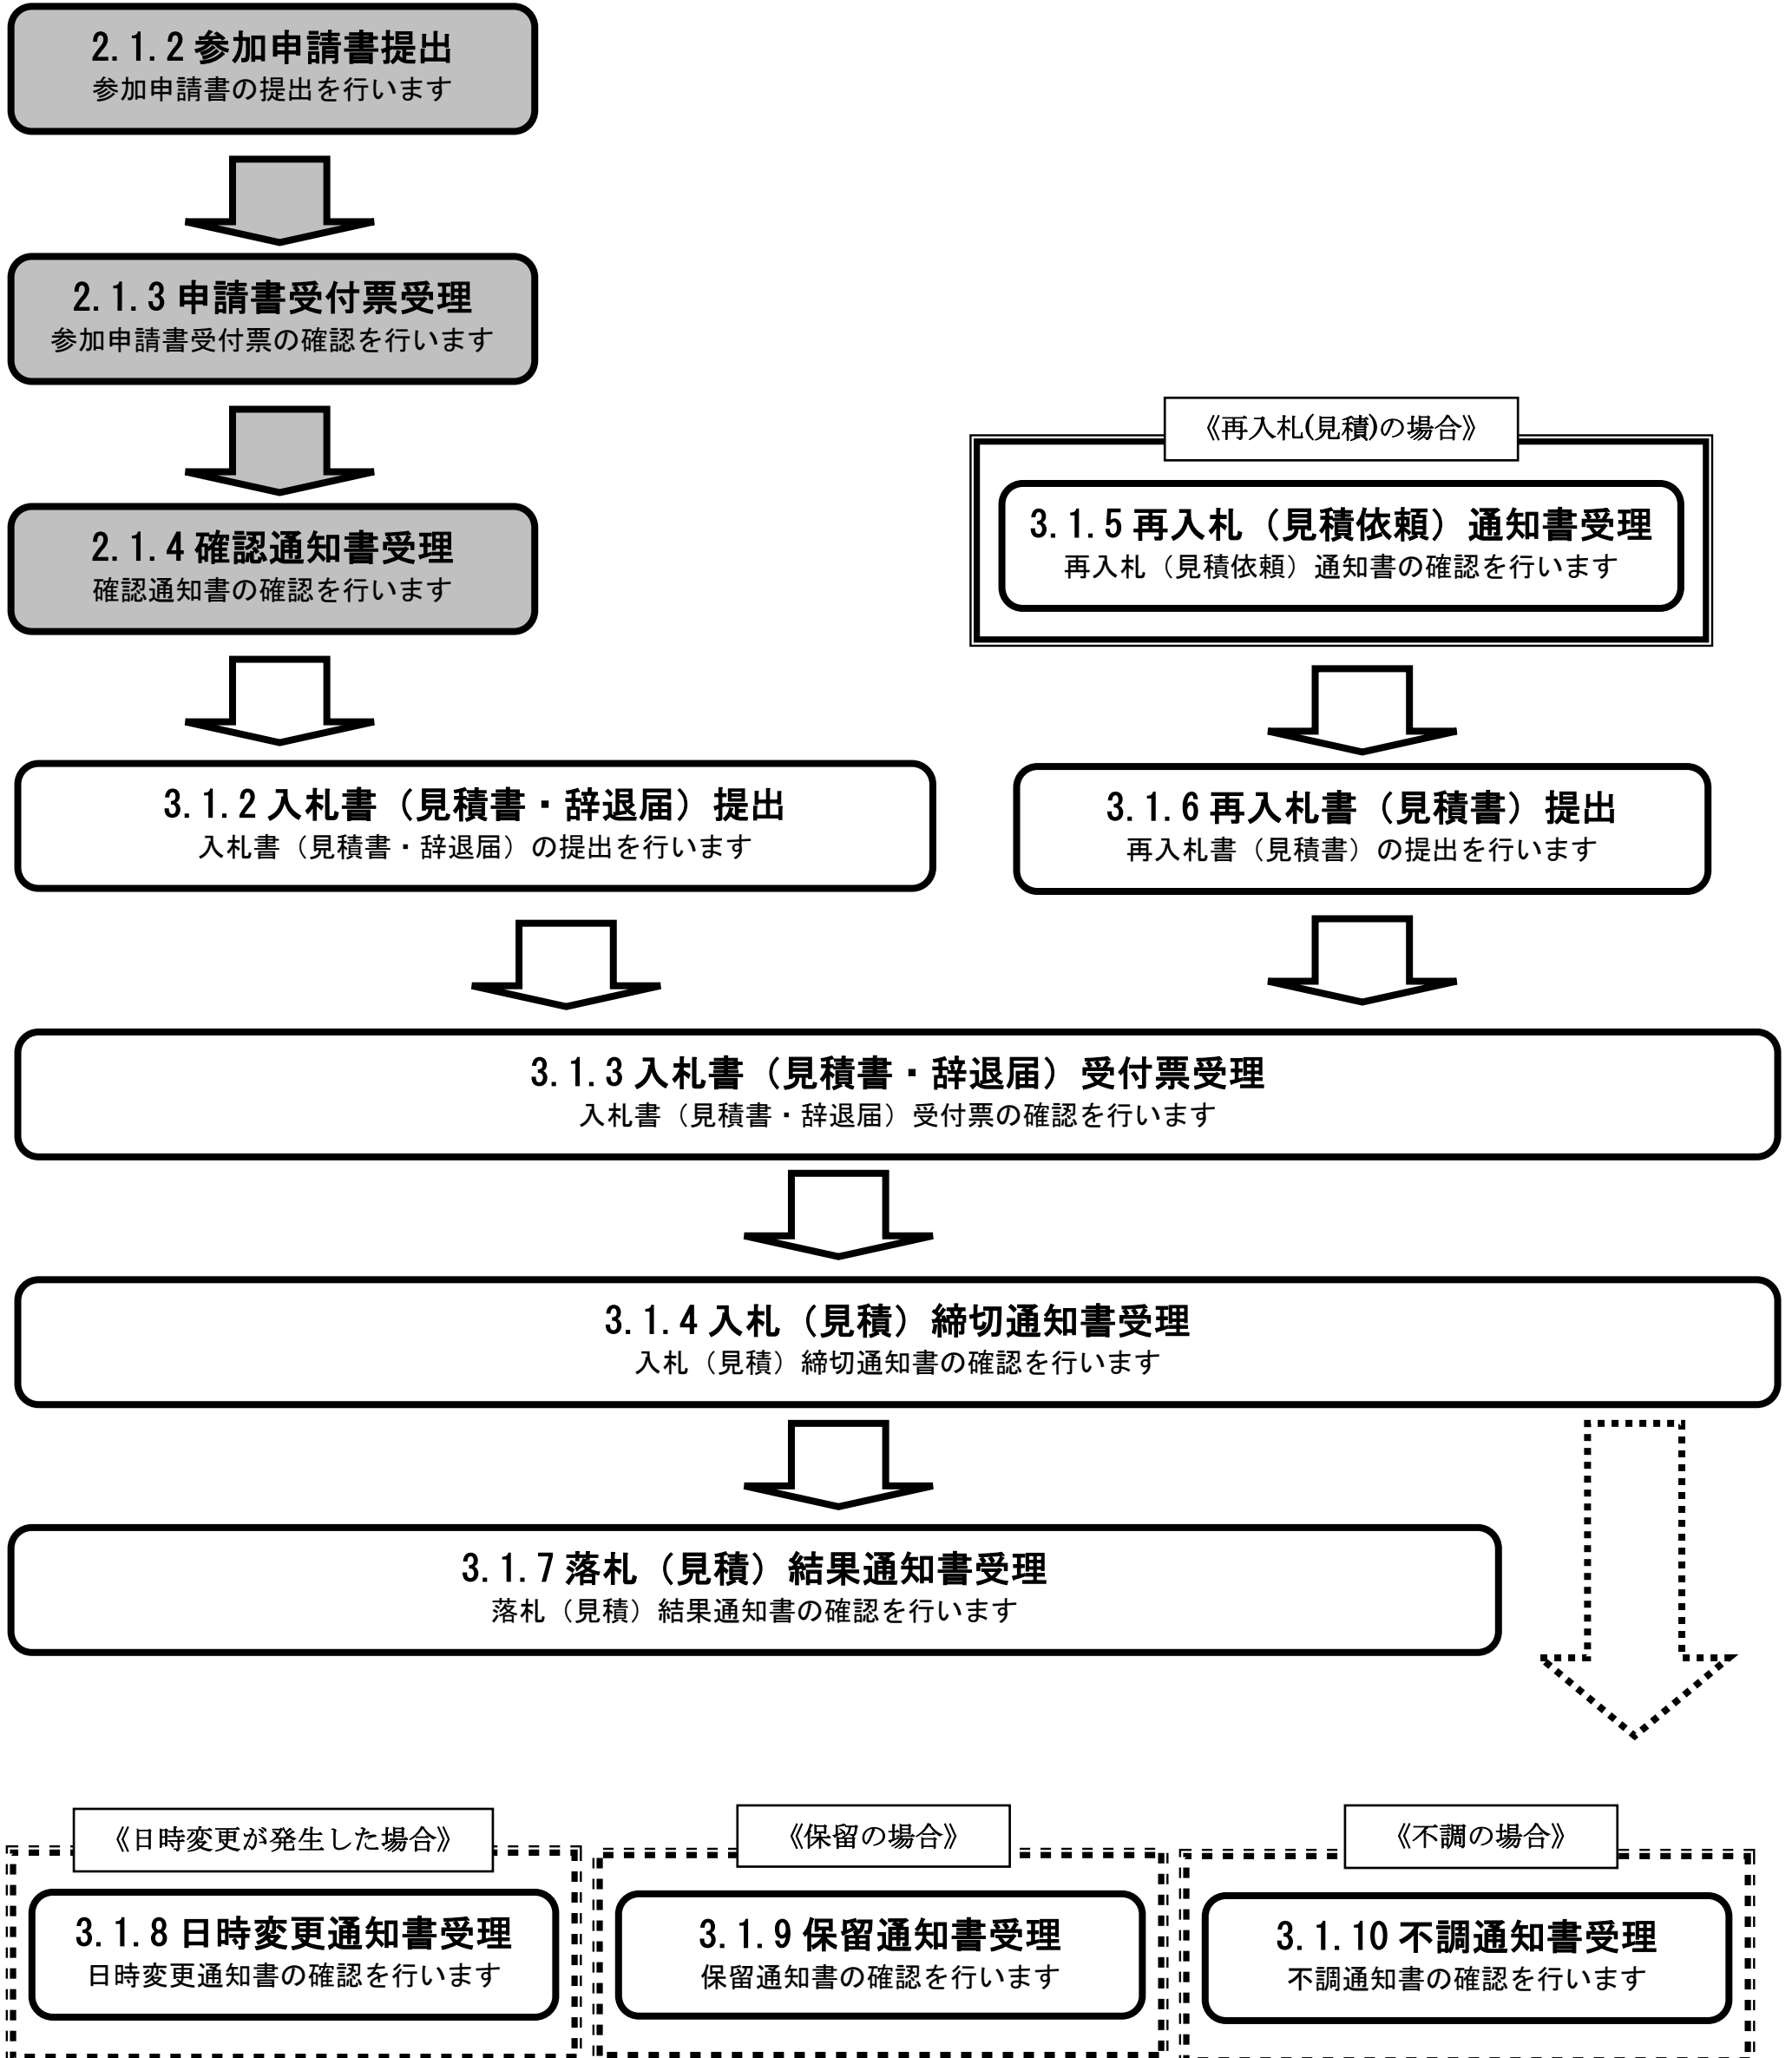 2.1.2 参加申請書提出
参加申請書の提出を行います
2.1.3 申請書受付票受理
参加申請書受付票の確認を行います
2.1.4 確認通知書受理
確認通知書の確認を行います
《再入札(見積)の場合》
3.1.5 再入札（見積依頼）通知書受理
再入札（見積依頼）通知書の確認を行います
3.1.2 入札書（見積書・辞退届）提出
入札書（見積書・辞退届）の提出を行います
3.1.6 再入札書（見積書）提出
再入札書（見積書）の提出を行います
3.1.3 入札書（見積書・辞退届）受付票受理
入札書（見積書・辞退届）受付票の確認を行います
3.1.4 入札（見積）締切通知書受理
入札（見積）締切通知書の確認を行います
3.1.7 落札（見積）結果通知書受理
落札（見積）結果通知書の確認を行います
《日時変更が発生した場合》
3.1.8 日時変更通知書受理
日時変更通知書の確認を行います
《保留の場合》
3.1.9 保留通知書受理
保留通知書の確認を行います
《不調の場合》
3.1.10 不調通知書受理
不調通知書の確認を行います